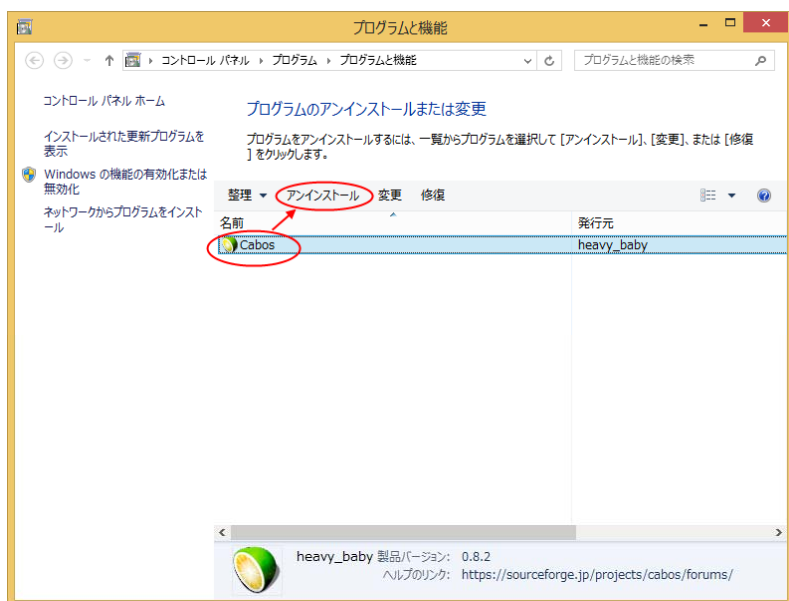 プログラムと機能
コントロール パネル プログラム プログラムと機能
プログラムと機能の検索
コントロール パネル ホーム
インストールされた更新プログラムを
表示
Windows の機能の有効化または
無効化
ネットワークからプログラムをインスト
ール
プログラムのアンインストールまたは変更
プログラムをアンインストールするには、一覧からプログラムを選択して [アンインストール]、[変更]、または [修復
] をクリックします。
整理 アンインストール 変更 修復
名前 発行元
Cabos heavy_baby
heavy_baby 製品バージョン: 0.8.2
ヘルプのリンク: https://sourceforge.jp/projects/cabos/forums/